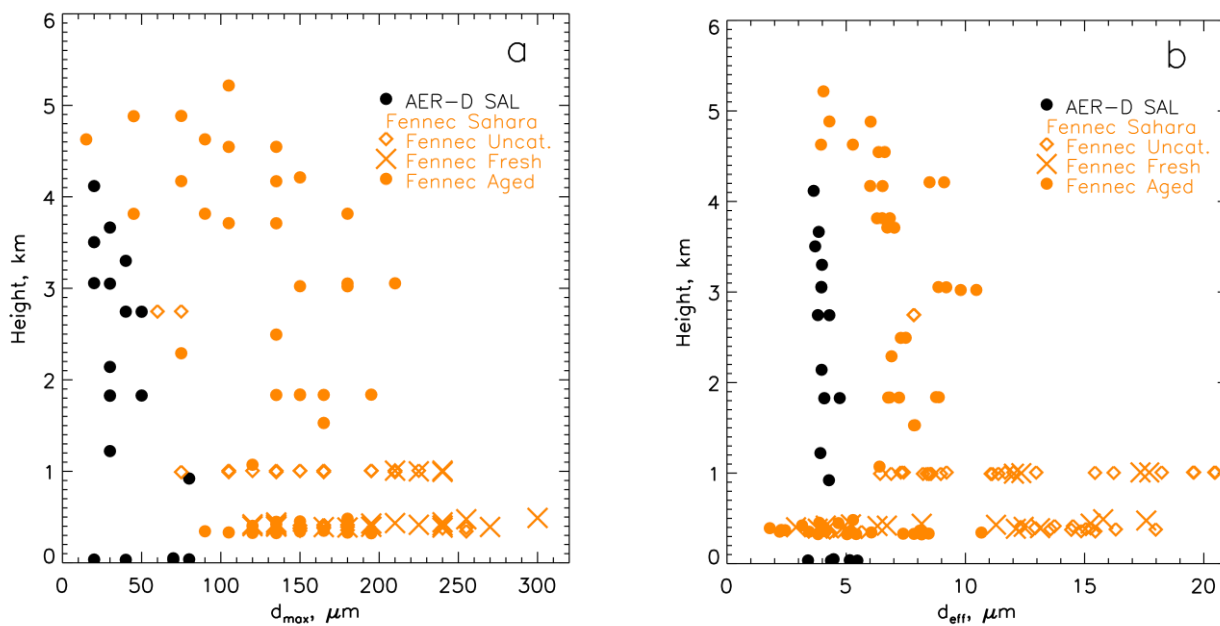 a
AER-D SAL
Fennec Sahara
Fennec Uncat.
Fennec Fresh
Fennec Aged
Height, km
6
5
4
3
2
1
0
0 50 100 150 200 250 300
d_max, μm
b
AER-D SAL
Fennec Sahara
Fennec Uncat.
Fennec Fresh
Fennec Aged
Height, km
6
5
4
3
2
1
0
0 5 10 15 20
d_eff, μm